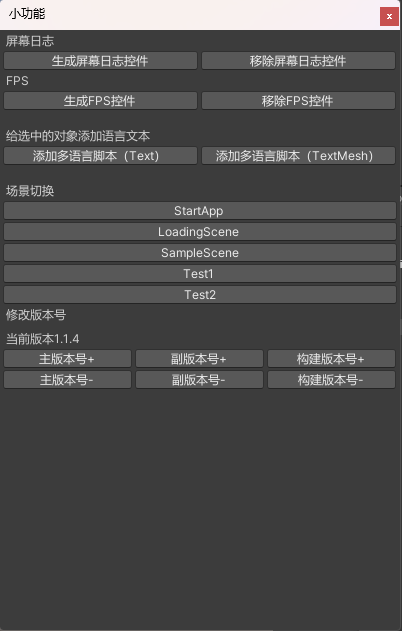 小功能
x
屏幕日志
生成屏幕日志控件 移除屏幕日志控件
FPS
生成FPS控件 移除FPS控件
给选中的对象添加语言文本
添加多语言脚本（Text） 添加多语言脚本（TextMesh）
场景切换
StartApp
LoadingScene
SampleScene
Test1
Test2
修改版本号
当前版本1.1.4
主版本号+ 副版本号+ 构建版本号+
主版本号- 副版本号- 构建版本号-